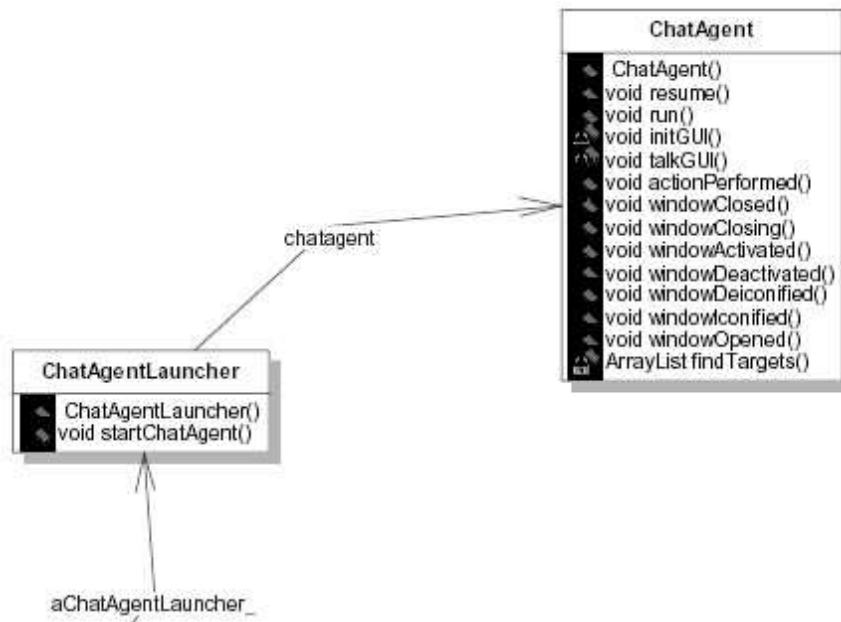 ChatAgent
ChatAgent()
void resume()
void run()
void initGUI()
void talkGUI()
void actionPerformed()
void windowClosed()
void windowClosing()
void windowActivated()
void windowDeactivated()
void windowDeiconified()
void windowIconified()
void windowOpened()
ArrayList findTargets()
chatagent
ChatAgentLauncher
ChatAgentLauncher()
void startChatAgent()
aChatAgentLauncher_